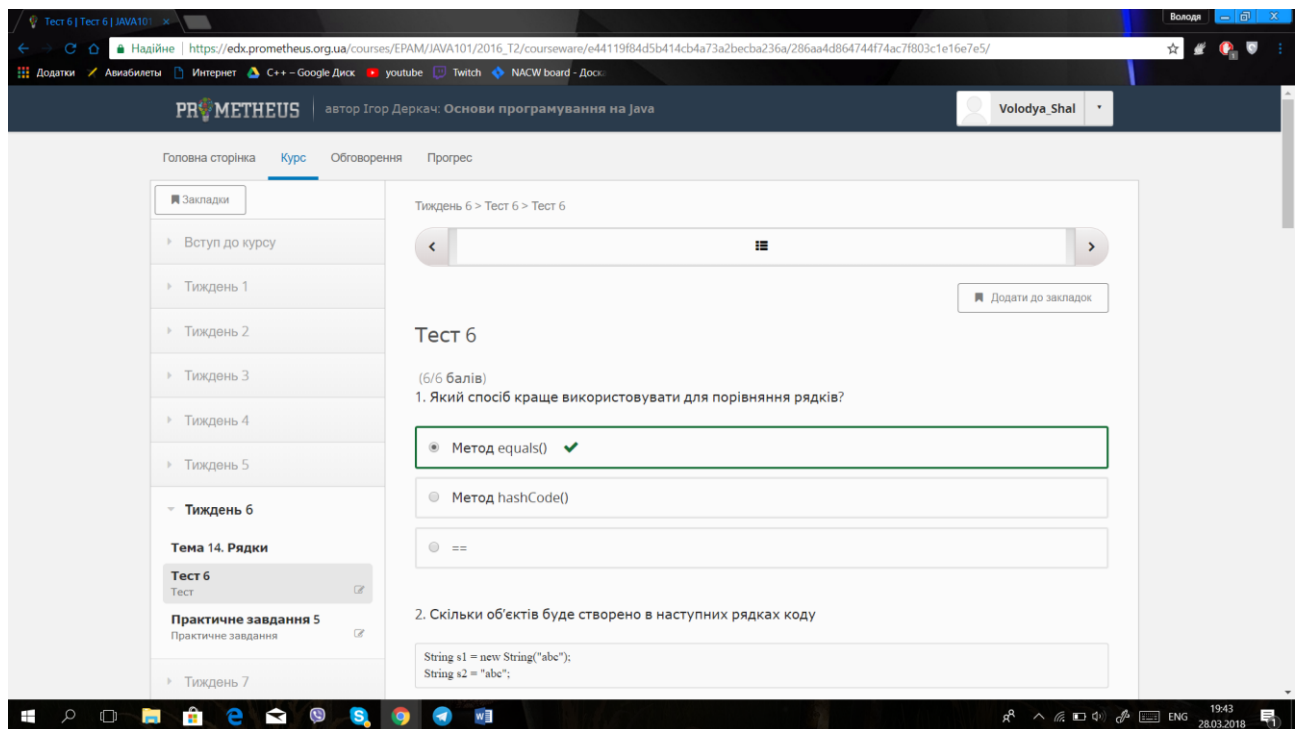 Тест 6 | Тест 6 | JAVA101
Володя
Надійне | https://edx.prometheus.org.ua/courses/EPAM/JAVA101/2016_T2/courseware/e44119f84d5b414cb4a73a2becba236a/286aa4d864744f74ac7f803c1e16e7e5/
Додатки Авиабилеты Интернет C++ – Google Диск youtube Twitch NACW board - Доск
PROMETHEUS автор Ігор Деркач: Основи програмування на Java Volodya_Shal
Головна сторінка Курс Обговорення Прогрес
Закладки
Вступ до курсу
Тиждень 1
Тиждень 2
Тиждень 3
Тиждень 4
Тиждень 5
Тиждень 6
Тема 14. Рядки
Тест 6
Тест
Практичне завдання 5
Практичне завдання
Тиждень 7
Тиждень 6 > Тест 6 > Тест 6
Додати до закладок
Тест 6
(6/6 балів)
1. Який спосіб краще використовувати для порівняння рядків?
Метод equals()
Метод hashCode()
==
2. Скільки об'єктів буде створено в наступних рядках коду
String s1 = new String("abc");
String s2 = "abc";
ENG
19:43
28.03.2018